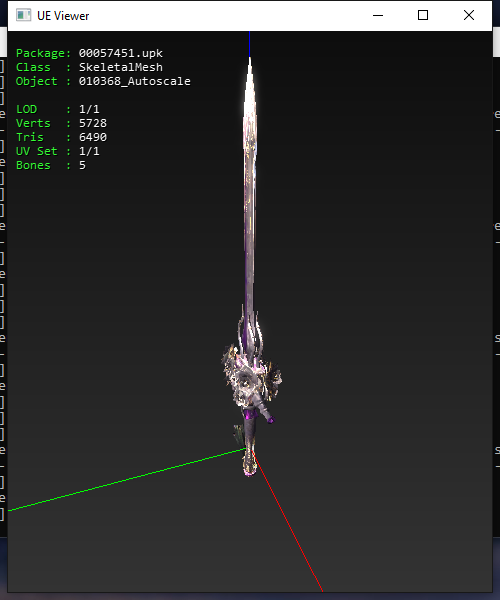 UE Viewer
Package: 00057451.upk
Class  : SkeletalMesh
Object : 010368_Autoscale
LOD    : 1/1
Verts  : 5728
Tris   : 6490
UV Set : 1/1
Bones  : 5